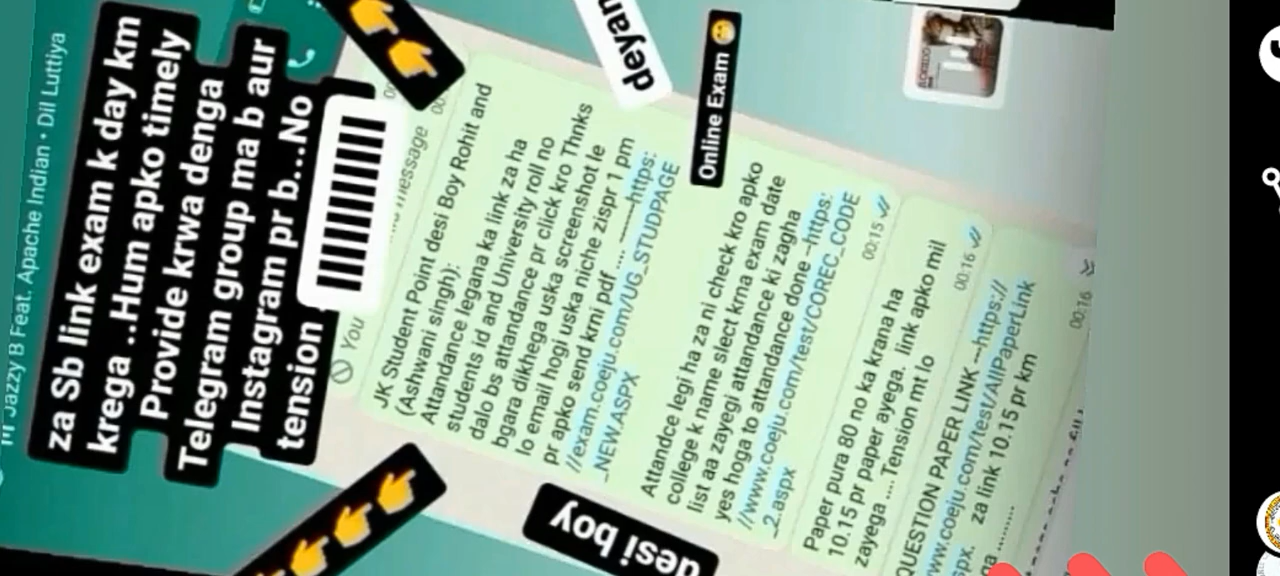 Jazzy B Feat. Apache Indian • Dil Luttiya
za Sb link exam k day km
krega ..Hum apko timely
Provide krwa denga
Telegram group ma b aur
Instagram pr b...No
tension
You
message
JK Student Point desi Boy Rohit and
(Ashwani singh):
Attandance legana ka link za ha
students id and University roll no
dalo bs attandance pr click kro Thnks
bgara dikhega uska screenshot le
lo email hogi uska niche zispr 1 pm
pr apko send krni pdf .... ———https:
//exam.coeju.com/UG_STUDPAGE
_NEW.ASPX
desi boy
deyan
Online Exam
Attandce legi ha za ni check kro apko
college k name slect krna exam date
list aa zayegi attandance ki zagha
yes hoga to attandance done --https:
//www.coeju.com/test/COREC_CODE
_2.aspx
00:15
Paper pura 80 no ka krana ha
10.15 pr paper ayega. link apko mil
zayega .... Tension mt lo
00:16
QUESTION PAPER LINK --https://
www.coeju.com/test/AllPaperLink
spx. za link 10.15 pr km
ga ..........
00:16